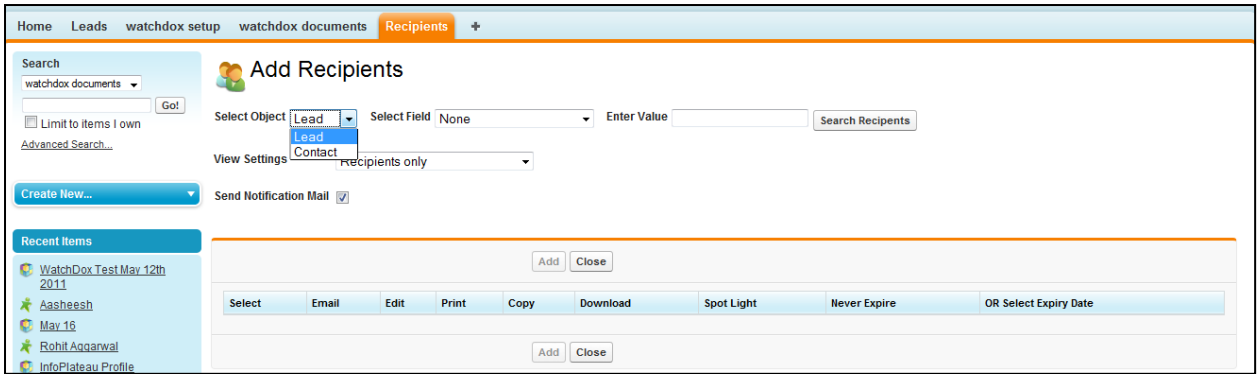 Home Leads watchdox setup watchdox documents Recipients +
Search
watchdox documents
Go!
Limit to items I own
Advanced Search...
Create New...
Recent Items
WatchDox Test May 12th
2011
Aasheesh
May 16
Rohit Aggarwal
InfoPlateau Profile
Add Recipients
Select Object Lead Select Field None Enter Value Search Recipents
Lead
Contact
View Settings Recipients only
Send Notification Mail
Add Close
Select Email Edit Print Copy Download Spot Light Never Expire OR Select Expiry Date
Add Close